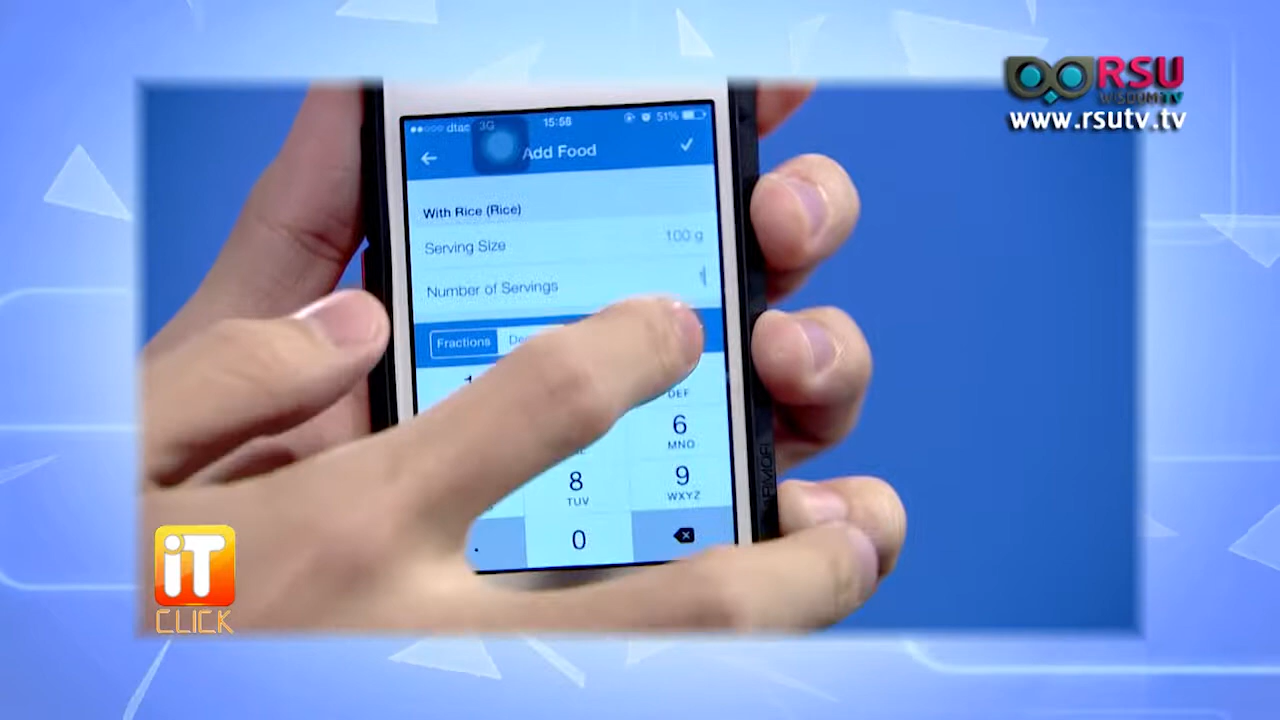 RSU
WISDOM TV
www.rsutv.tv
dtac 3G 15:58 51%
Add Food
With Rice (Rice)
Serving Size 100 g
Number of Servings
Fractions
DEF
6
MNO
8
TUV
9
WXYZ
.
0
iT
CLICK